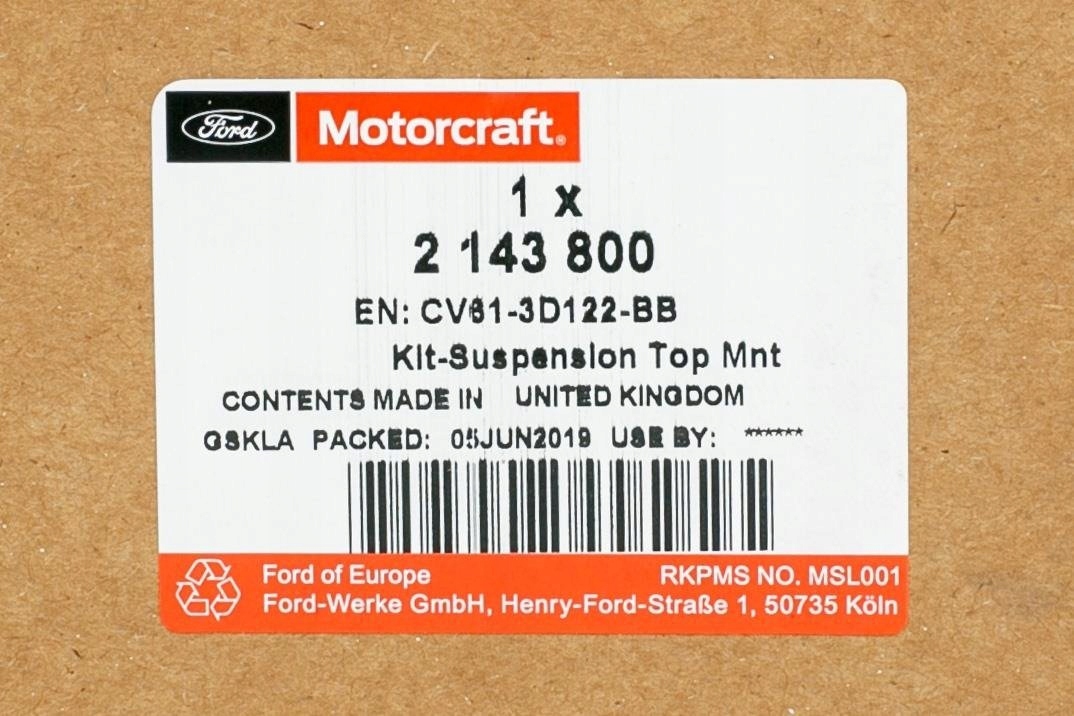 Ford Motorcraft®
1 x
2 143 800
EN: CV61-3D122-BB
Kit-Suspension Top Mnt
CONTENTS MADE IN UNITED KINGDOM
GSKLA PACKED: 05JUN2019 USE BY: ******
Ford of Europe RKPMS NO. MSL001
Ford-Werke GmbH, Henry-Ford-Straße 1, 50735 Köln